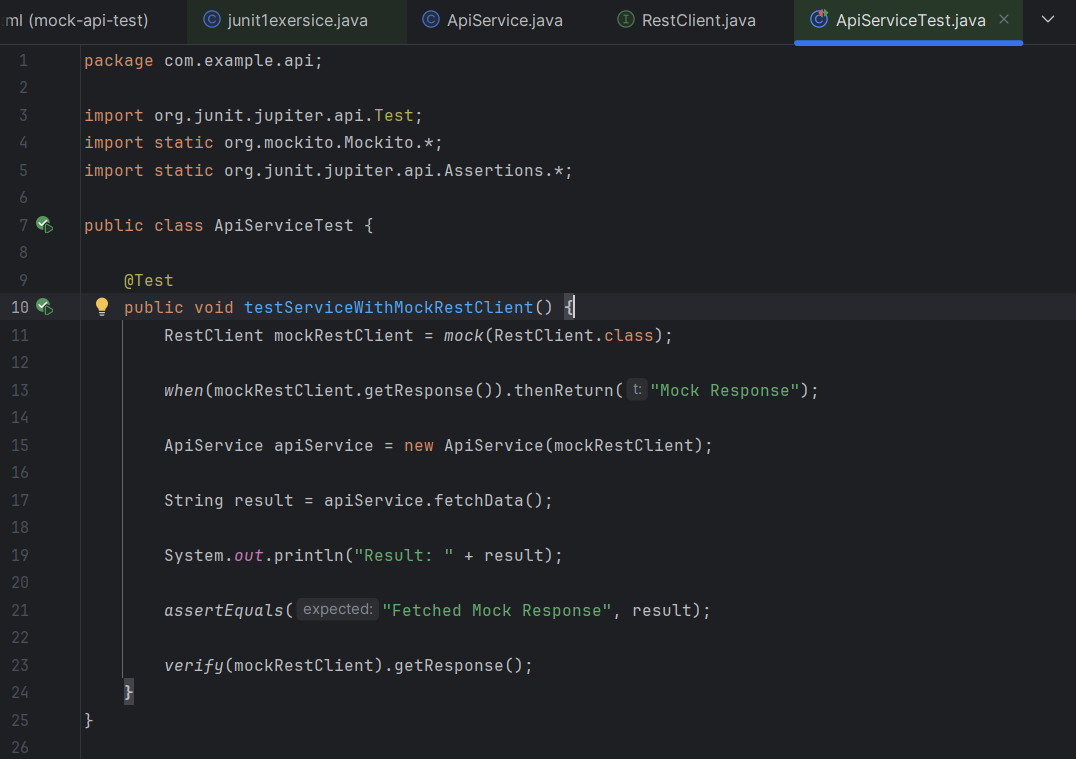 ml (mock-api-test) junit1exersice.java ApiService.java RestClient.java ApiServiceTest.java
1 package com.example.api;
2
3 import org.junit.jupiter.api.Test;
4 import static org.mockito.Mockito.*;
5 import static org.junit.jupiter.api.Assertions.*;
6
7 public class ApiServiceTest {
8
9 @Test
10 public void testServiceWithMockRestClient() {
11 RestClient mockRestClient = mock(RestClient.class);
12
13 when(mockRestClient.getResponse()).thenReturn( t: "Mock Response");
14
15 ApiService apiService = new ApiService(mockRestClient);
16
17 String result = apiService.fetchData();
18
19 System.out.println("Result: " + result);
20
21 assertEquals( expected: "Fetched Mock Response", result);
22
23 verify(mockRestClient).getResponse();
24 }
25 }
26